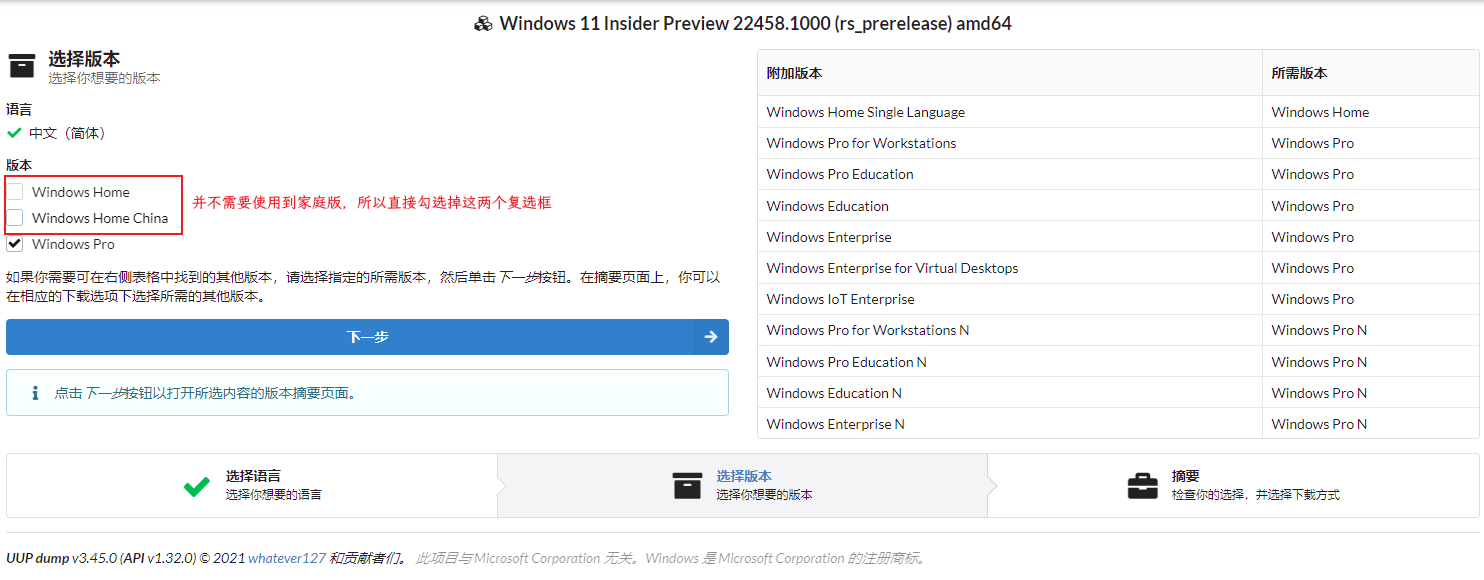 Windows 11 Insider Preview 22458.1000 (rs_prerelease) amd64
选择版本
选择你想要的版本
语言
中文（简体）
版本
Windows Home
Windows Home China
并不需要使用到家庭版，所以直接勾选掉这两个复选框
Windows Pro
如果你需要可在右侧表格中找到的其他版本，请选择指定的所需版本，然后单击下一步按钮。在摘要页面上，你可以
在相应的下载选项下选择所需的其他版本。
下一步
点击下一步按钮以打开所选内容的版本摘要页面。
附加版本 所需版本
Windows Home Single Language Windows Home
Windows Pro for Workstations Windows Pro
Windows Pro Education Windows Pro
Windows Education Windows Pro
Windows Enterprise Windows Pro
Windows Enterprise for Virtual Desktops Windows Pro
Windows IoT Enterprise Windows Pro
Windows Pro for Workstations N Windows Pro N
Windows Pro Education N Windows Pro N
Windows Education N Windows Pro N
Windows Enterprise N Windows Pro N
选择语言
选择你想要的语言
选择版本
选择你想要的版本
摘要
检查你的选择，并选择下载方式
UUP dump v3.45.0 (API v1.32.0) © 2021 whatever127 和贡献者们。 此项目与 Microsoft Corporation 无关。Windows 是 Microsoft Corporation 的注册商标。